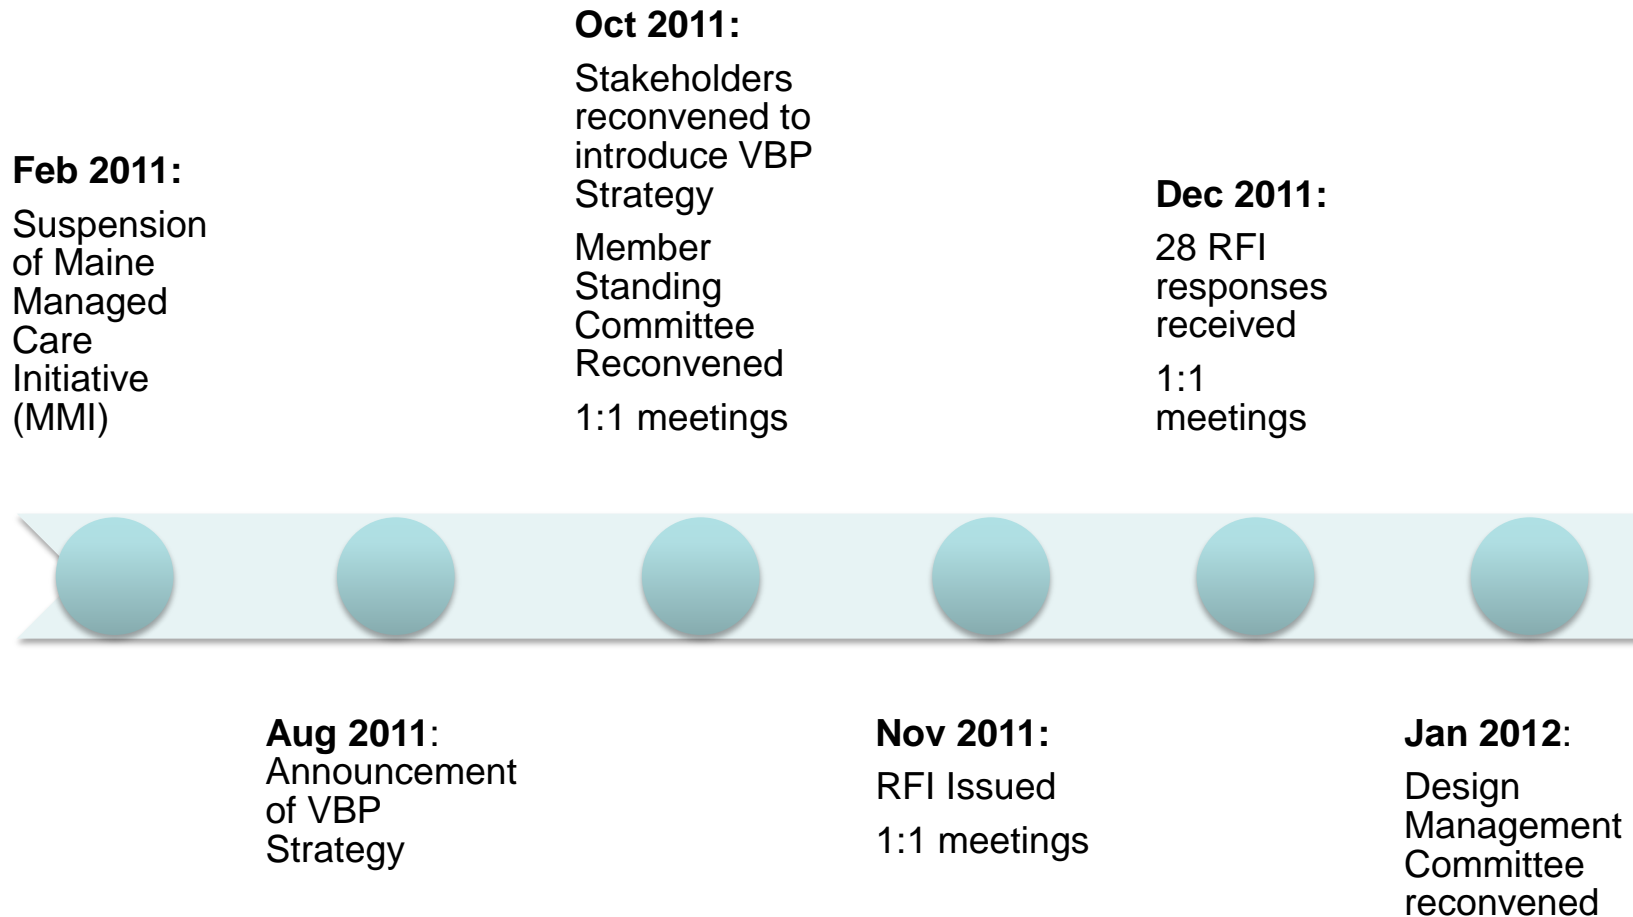 Feb 2011:
Suspension
of Maine
Managed
Care
Initiative
(MMI)
Aug 2011:
Announcement
of VBP
Strategy
Oct 2011:
Stakeholders
reconvened to
introduce VBP
Strategy
Member
Standing
Committee
Reconvened
1:1 meetings
Nov 2011:
RFI Issued
1:1 meetings
Dec 2011:
28 RFI
responses
received
1:1
meetings
Jan 2012:
Design
Management
Committee
reconvened